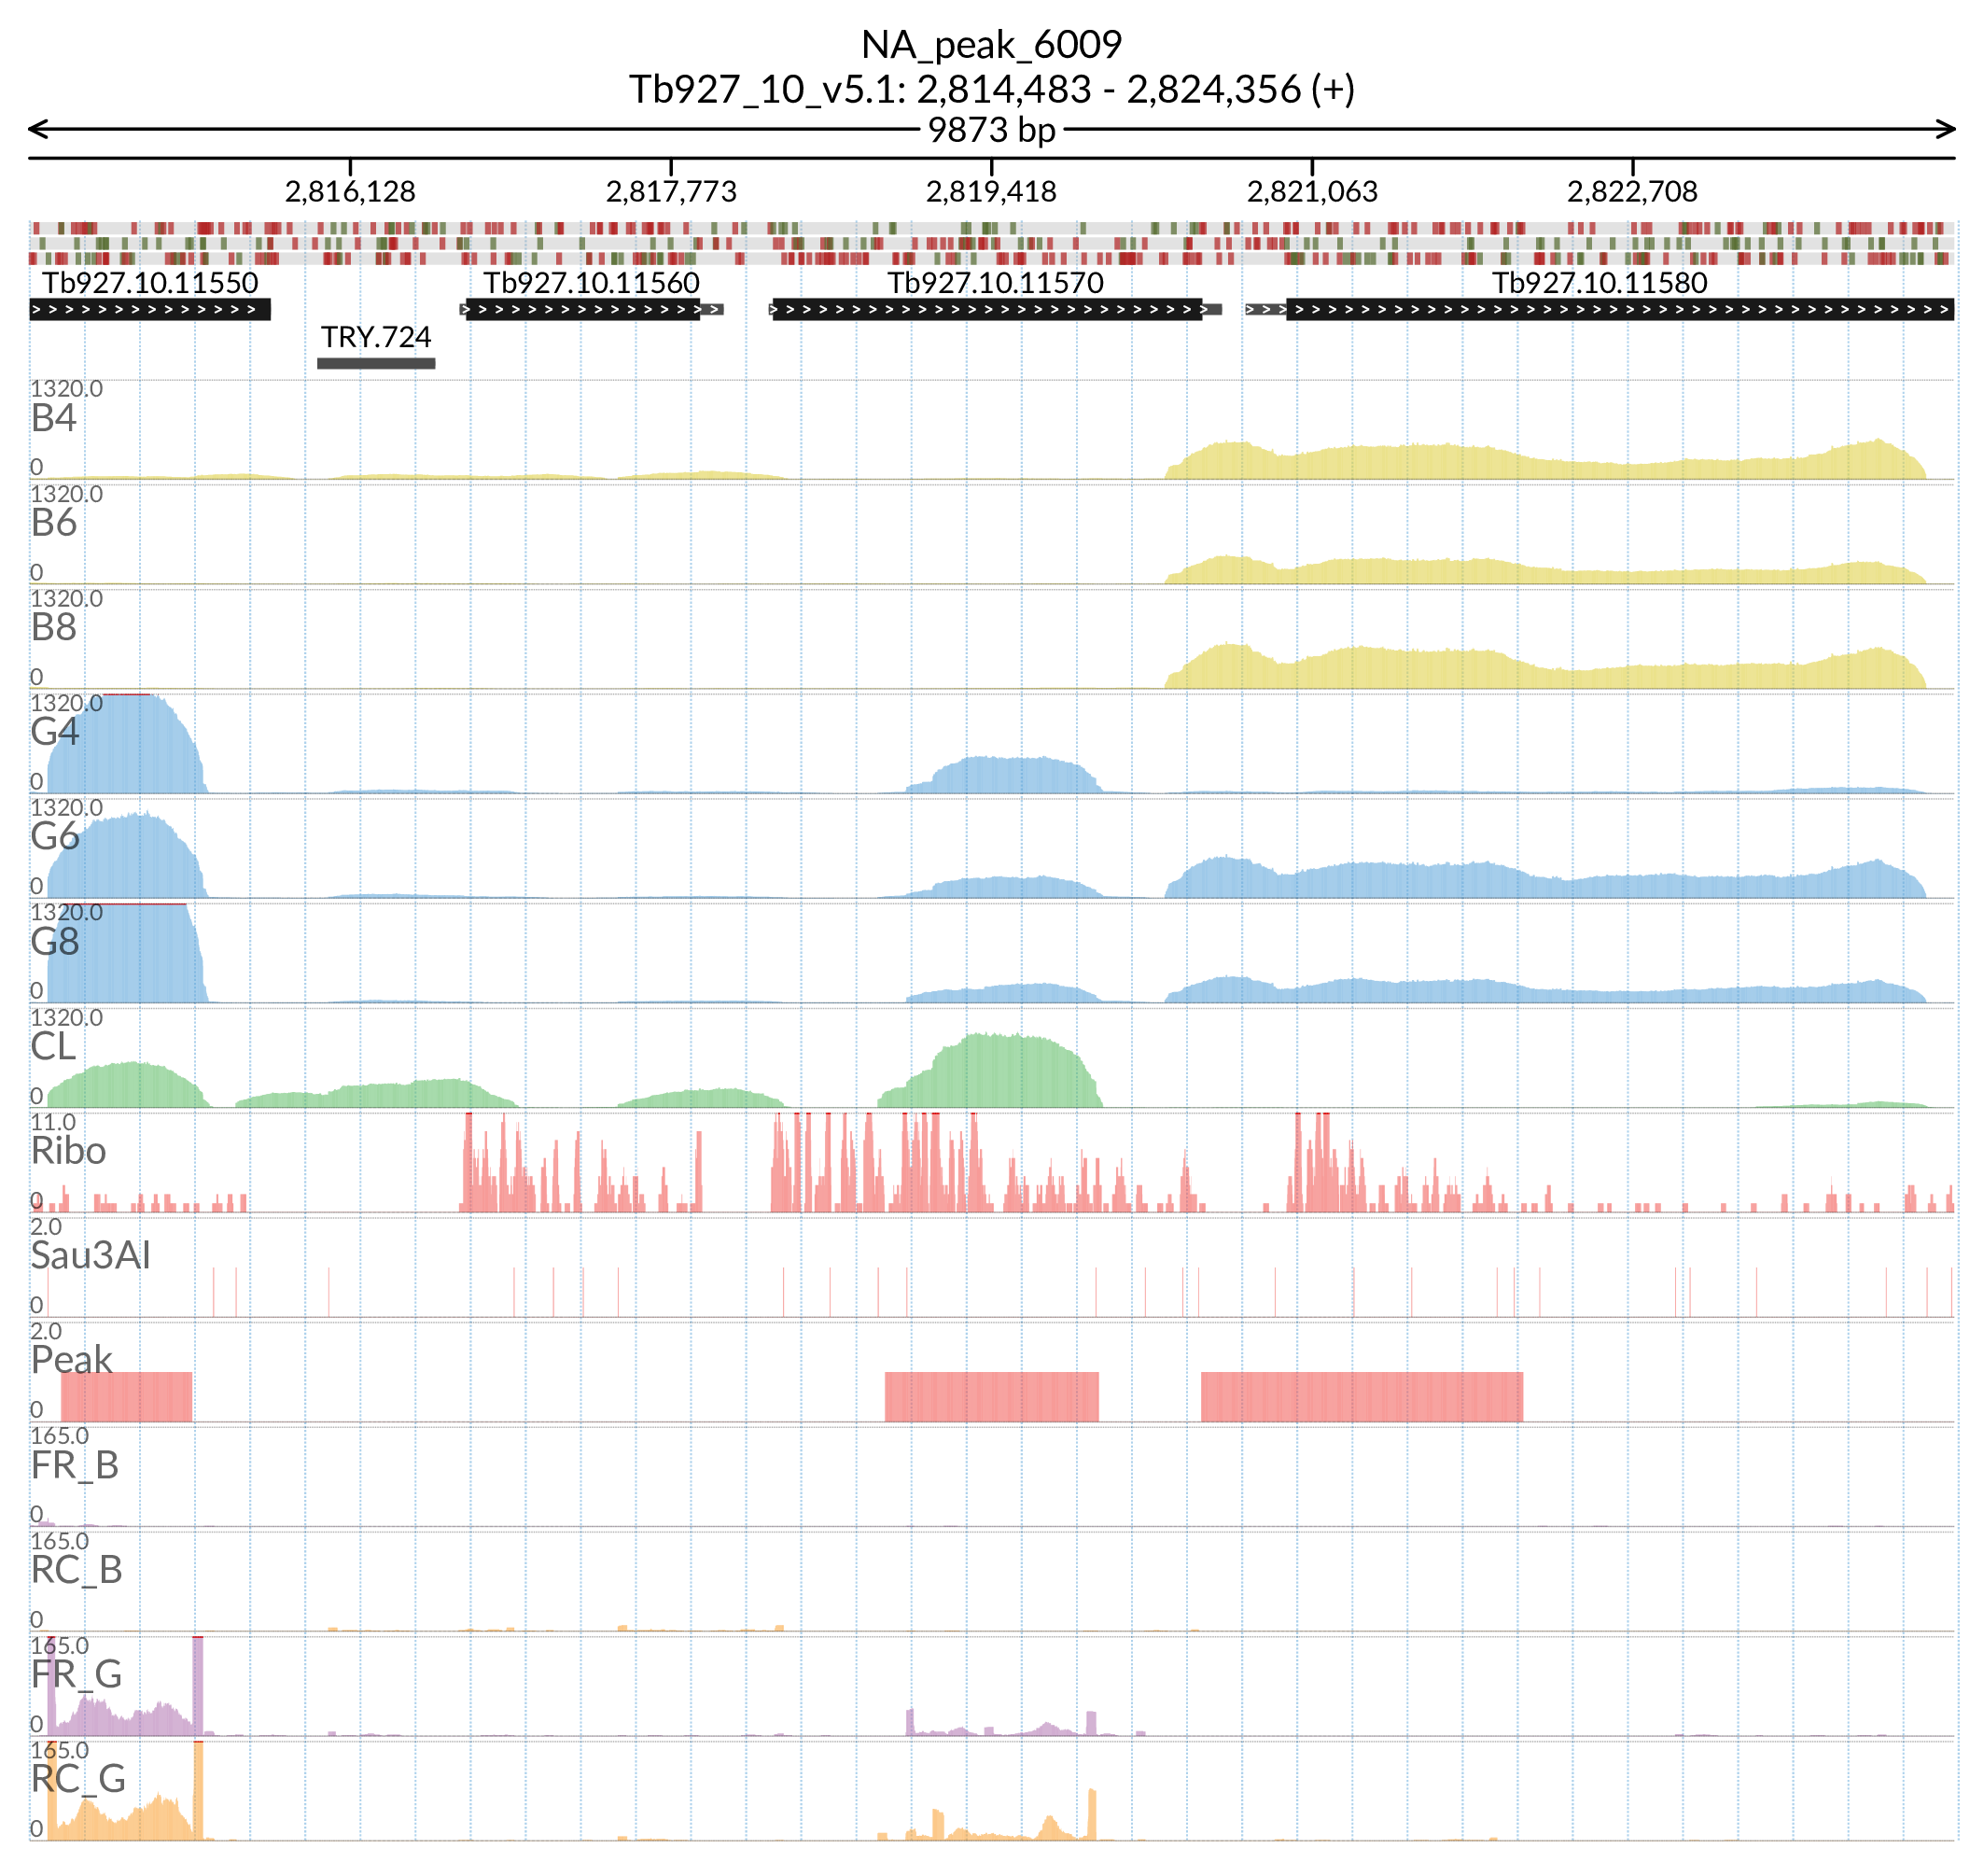 NA_peak_6009
Tb927_10_v5.1: 2,814,483 - 2,824,356 (+)
9873 bp
2,816,128 2,817,773 2,819,418 2,821,063 2,822,708
Tb927.10.11550 Tb927.10.11560 Tb927.10.11570 Tb927.10.11580
TRY.724
1320.0
B4
0
1320.0
B6
0
1320.0
B8
0
1320.0
G4
0
1320.0
G6
0
1320.0
G8
0
1320.0
CL
0
11.0
Ribo
0
2.0
Sau3AI
0
2.0
Peak
0
165.0
FR_B
0
165.0
RC_B
0
165.0
FR_G
0
165.0
RC_G
0